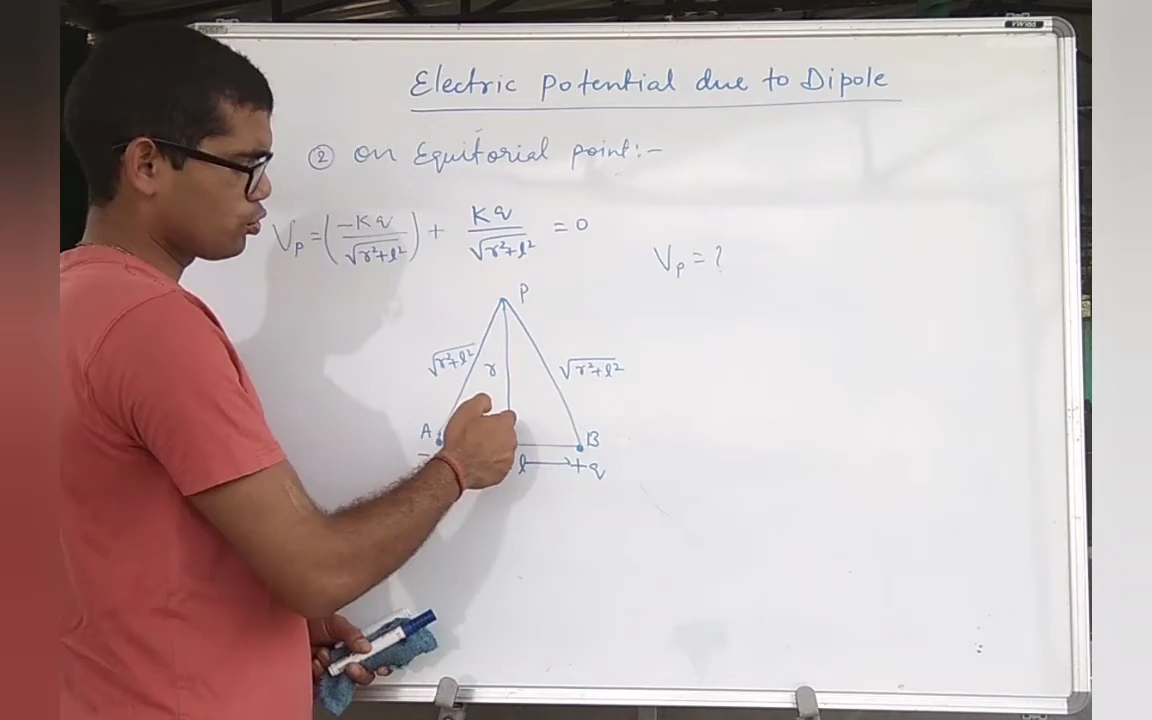 Electric Potential due to Dipole
② on Equitorial point:-
Vₚ = (-Kq/√r²+l²) + Kq/√r²+l² = 0
Vₚ = ?
P
√r²+l² r √r²+l²
A B
- l +q